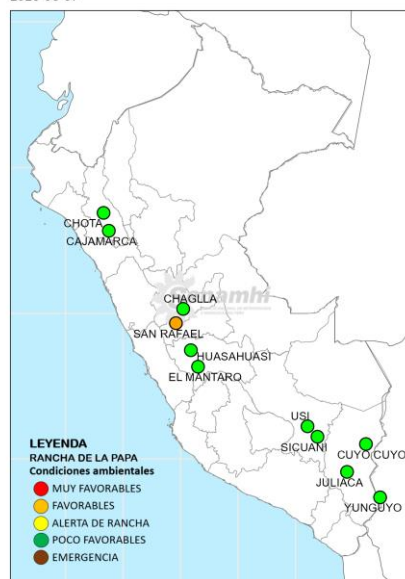 CHOTA
CAJAMARCA
CHAGLLA
SAN RAFAEL
HUASAHUASI
EL MANTARO
USI
SICUANI
CUYO CUYO
JULIACA
YUNGUYO
LEYENDA
RANCHA DE LA PAPA
Condiciones ambientales
MUY FAVORABLES
FAVORABLES
ALERTA DE RANCHA
POCO FAVORABLES
EMERGENCIA